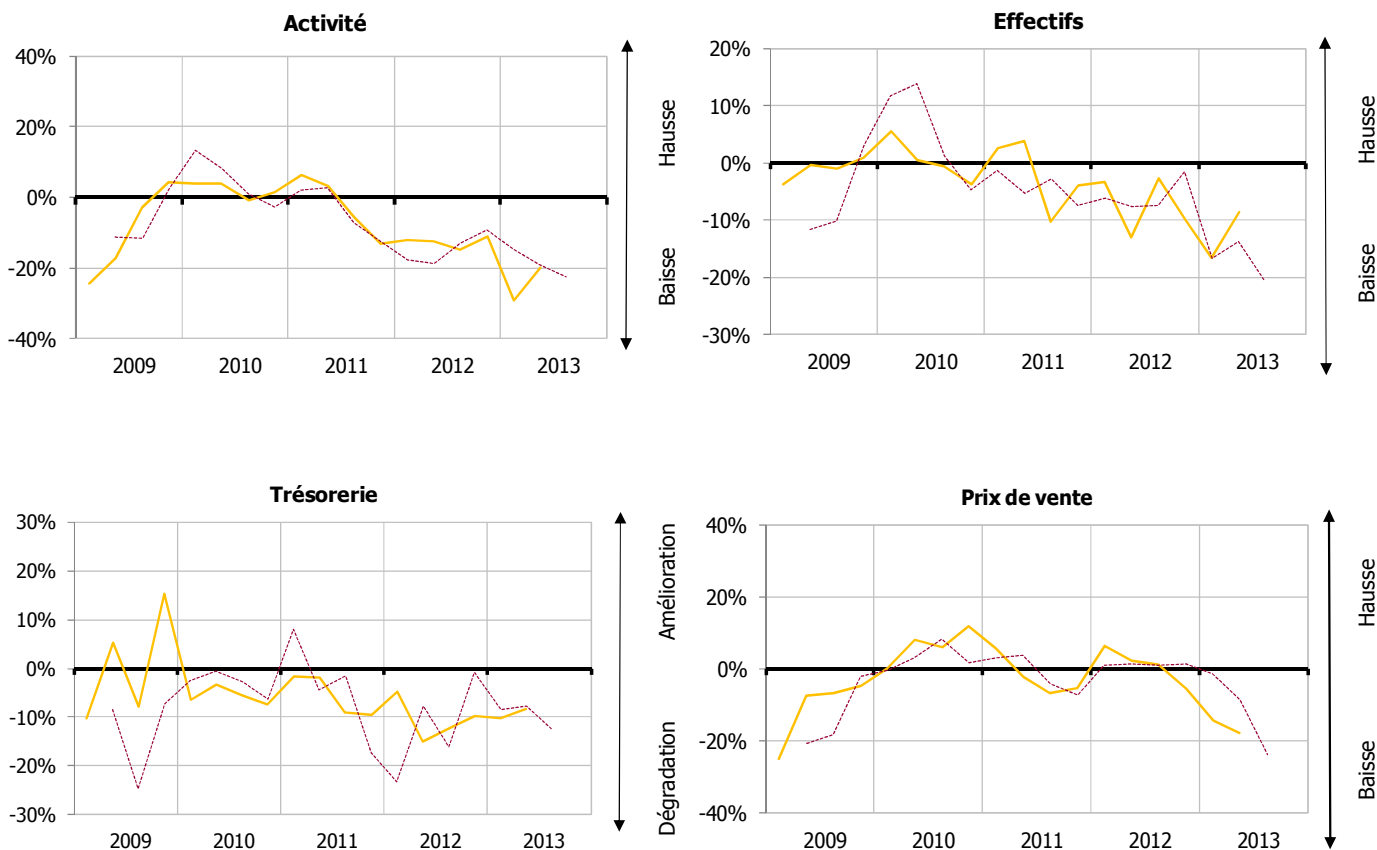 Activité
40%
20%
0%
-20%
-40%
2009 2010 2011 2012 2013
Hausse
Baisse
Effectifs
20%
10%
0%
-10%
-20%
-30%
2009 2010 2011 2012 2013
Hausse
Baisse
Trésorerie
30%
20%
10%
0%
-10%
-20%
-30%
2009 2010 2011 2012 2013
Amélioration
Dégradation
Prix de vente
40%
20%
0%
-20%
-40%
2009 2010 2011 2012 2013
Hausse
Baisse